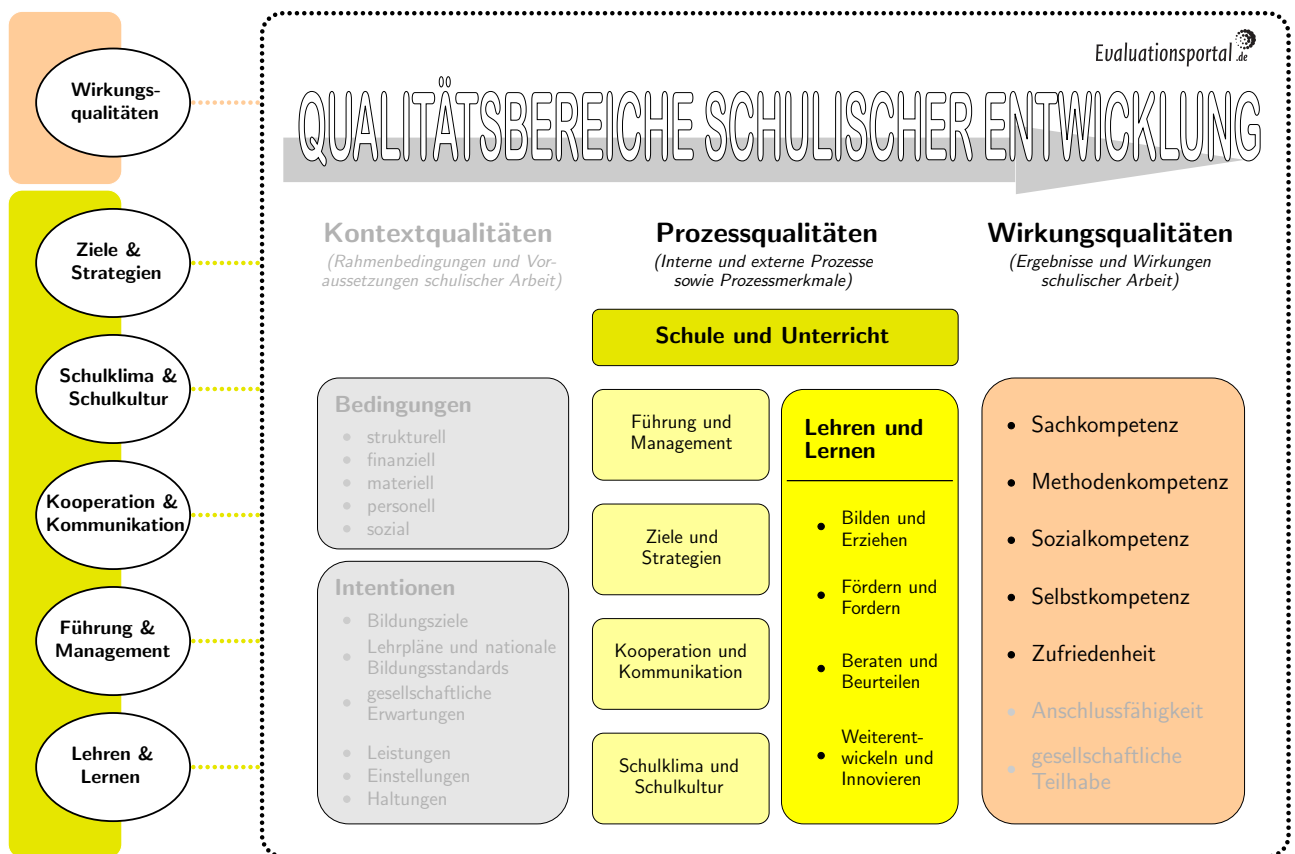 Wirkungs-
qualitäten
Ziele &
Strategien
Schulklima &
Schulkultur
Kooperation &
Kommunikation
Führung &
Management
Lehren &
Lernen
Evaluationsportal.de
QUALITÄTSBEREICHE SCHULISCHER ENTWICKLUNG
Kontextqualitäten
(Rahmenbedingungen und Vor-
aussetzungen schulischer Arbeit)
Bedingungen
• strukturell
• finanziell
• materiell
• personell
• sozial
Intentionen
• Bildungsziele
• Lehrpläne und nationale
Bildungsstandards
• gesellschaftliche
Erwartungen
• Leistungen
• Einstellungen
• Haltungen
Prozessqualitäten
(Interne und externe Prozesse
sowie Prozessmerkmale)
Schule und Unterricht
Führung und
Management
Ziele und
Strategien
Kooperation und
Kommunikation
Schulklima und
Schulkultur
Lehren und
Lernen
• Bilden und
Erziehen
• Fördern und
Fordern
• Beraten und
Beurteilen
• Weiterent-
wickeln und
Innovieren
Wirkungsqualitäten
(Ergebnisse und Wirkungen
schulischer Arbeit)
• Sachkompetenz
• Methodenkompetenz
• Sozialkompetenz
• Selbstkompetenz
• Zufriedenheit
• Anschlussfähigkeit
• gesellschaftliche
Teilhabe